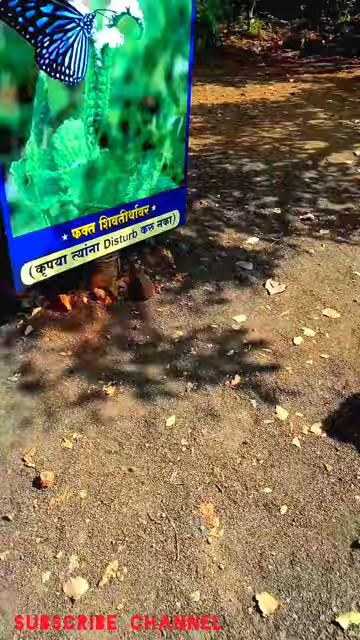 ★ फक्त शिवतीर्थावर ★
(कृपया त्यांना Disturb करू नका)
SUBSCRIBE CHANNEL